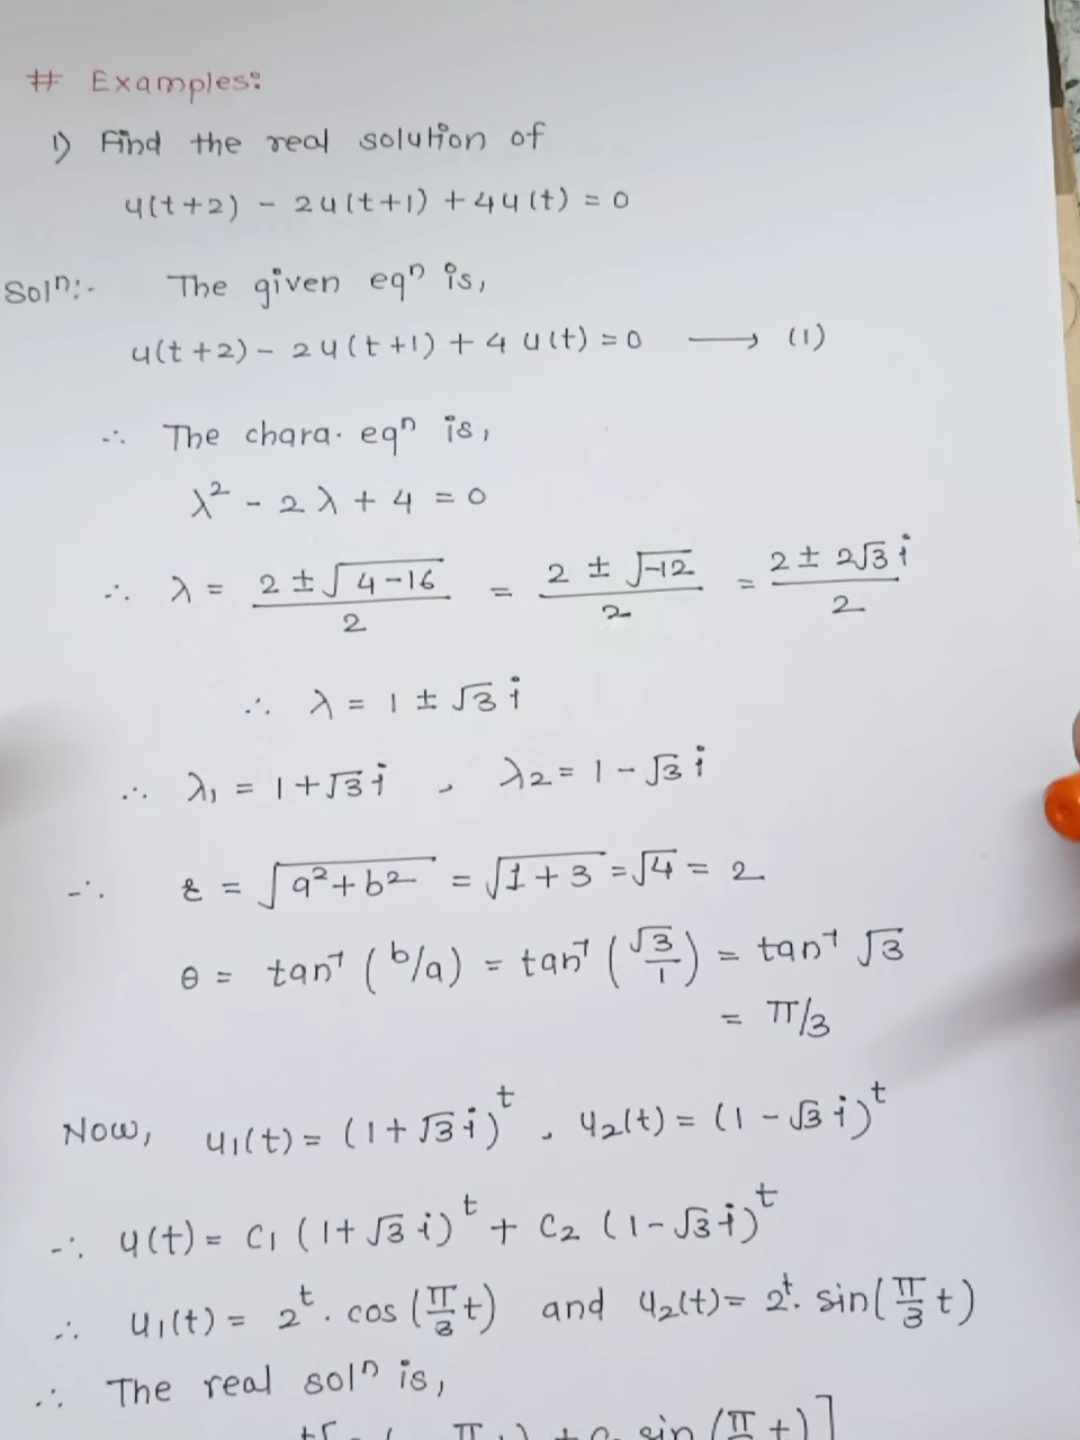 # Examples:
1) Find the real solution of
u(t+2) - 2u(t+1) + 4u(t) = 0
Solⁿ:- The given eqⁿ is,
u(t+2) - 2u(t+1) + 4 u(t) = 0 ⟶ (1)
∴ The chara. eqⁿ is,
λ² - 2λ + 4 = 0
∴ λ = (2 ± √(4-16))/2 = (2 ± √-12)/2 = (2 ± 2√3 i)/2
∴ λ = 1 ± √3 i
∴ λ₁ = 1+√3 i , λ₂ = 1 - √3 i
∴ r = √(a²+b²) = √(1+3) = √4 = 2
θ = tan⁻¹ (b/a) = tan⁻¹ (√3/1) = tan⁻¹ √3
= π/3
Now, u₁(t) = (1+√3 i)ᵗ , u₂(t) = (1 - √3 i)ᵗ
∴ u(t) = C₁ (1+√3 i)ᵗ + C₂ (1-√3 i)ᵗ
∴ u₁(t) = 2ᵗ . cos (π/3 t) and u₂(t) = 2ᵗ. sin(π/3 t)
∴ The real solⁿ is,
sin (π t)]